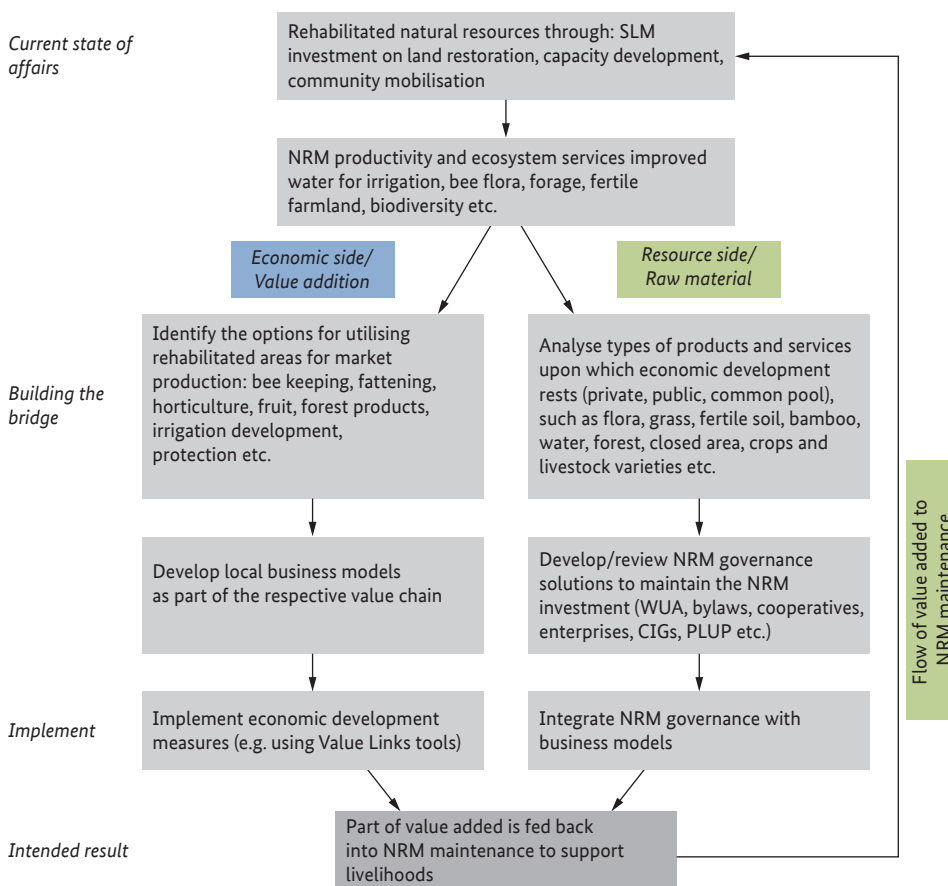 Current state of
affairs
Rehabilitated natural resources through: SLM
investment on land restoration, capacity development,
community mobilisation
NRM productivity and ecosystem services improved
water for irrigation, bee flora, forage, fertile
farmland, biodiversity etc.
Economic side/
Value addition
Resource side/
Raw material
Building the
bridge
Identify the options for utilising
rehabilitated areas for market
production: bee keeping, fattening,
horticulture, fruit, forest products,
irrigation development,
protection etc.
Analyse types of products and services
upon which economic development
rests (private, public, common pool),
such as flora, grass, fertile soil, bamboo,
water, forest, closed area, crops and
livestock varieties etc.
Develop local business models
as part of the respective value chain
Develop/review NRM governance
solutions to maintain the NRM
investment (WUA, bylaws, cooperatives,
enterprises, CIGs, PLUP etc.)
Implement
Implement economic development
measures (e.g. using Value Links tools)
Integrate NRM governance with
business models
Intended result
Part of value added is fed back
into NRM maintenance to support
livelihoods
Flow of value added to
NRM maintenance